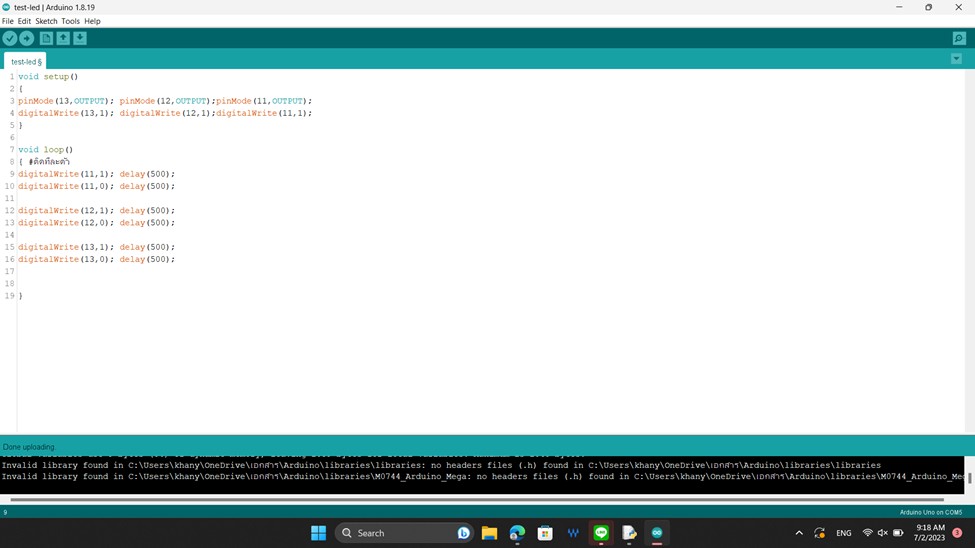 test-led | Arduino 1.8.19
File Edit Sketch Tools Help
test-led §
1 void setup()
2 {
3 pinMode(13,OUTPUT); pinMode(12,OUTPUT);pinMode(11,OUTPUT);
4 digitalWrite(13,1); digitalWrite(12,1);digitalWrite(11,1);
5 }
6
7 void loop()
8 { #ติดทีละตัว
9 digitalWrite(11,1); delay(500);
10 digitalWrite(11,0); delay(500);
11
12 digitalWrite(12,1); delay(500);
13 digitalWrite(12,0); delay(500);
14
15 digitalWrite(13,1); delay(500);
16 digitalWrite(13,0); delay(500);
17
18
19 }
Done uploading.
Invalid library found in C:\Users\khany\OneDrive\เอกสาร\Arduino\libraries\libraries: no headers files (.h) found in C:\Users\khany\OneDrive\เอกสาร\Arduino\libraries\libraries
Invalid library found in C:\Users\khany\OneDrive\เอกสาร\Arduino\libraries\M0744_Arduino_Mega: no headers files (.h) found in C:\Users\khany\OneDrive\เอกสาร\Arduino\libraries\M0744_Arduino_Meg
9 Arduino Uno on COM5
Search ENG 9:18 AM 3
7/2/2023